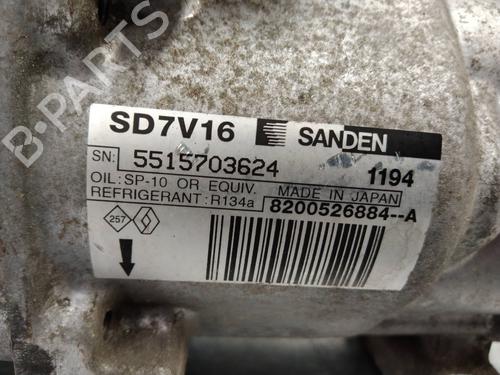 SD7V16 SANDEN
SN: 5515703624 1194
OIL:SP-10 OR EQUIV. MADE IN JAPAN
REFRIGERANT:R134a 8200526884--A
257
B-PARTS